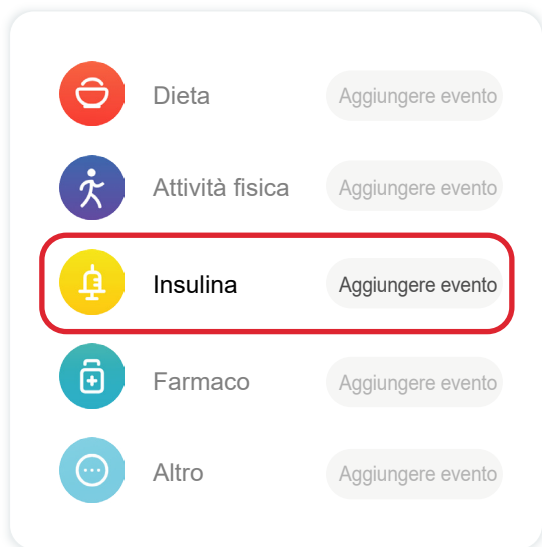 Dieta Aggiungere evento
Attività fisica Aggiungere evento
Insulina Aggiungere evento
Farmaco Aggiungere evento
Altro Aggiungere evento